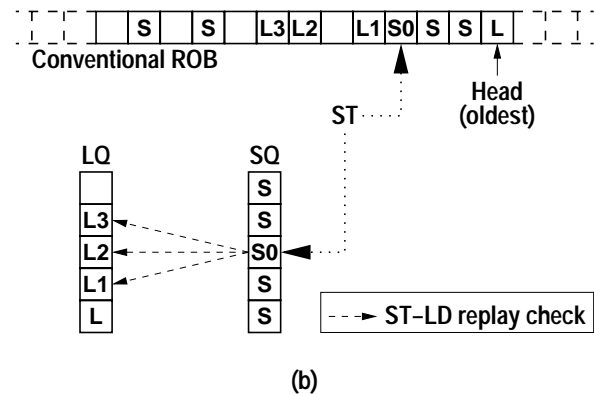 S S L3 L2 L1 S0 S S L
Conventional ROB
Head
(oldest)
ST
LQ SQ
S
L3 S
L2 S0
L1 S
L S
ST–LD replay check
(b)